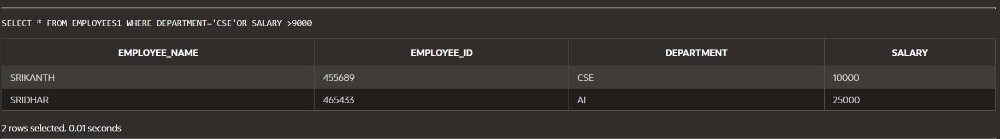 SELECT * FROM EMPLOYEES1 WHERE DEPARTMENT='CSE'OR SALARY >9000
EMPLOYEE_NAME EMPLOYEE_ID DEPARTMENT SALARY
SRIKANTH 455689 CSE 10000
SRIDHAR 465433 AI 25000
2 rows selected. 0.01 seconds